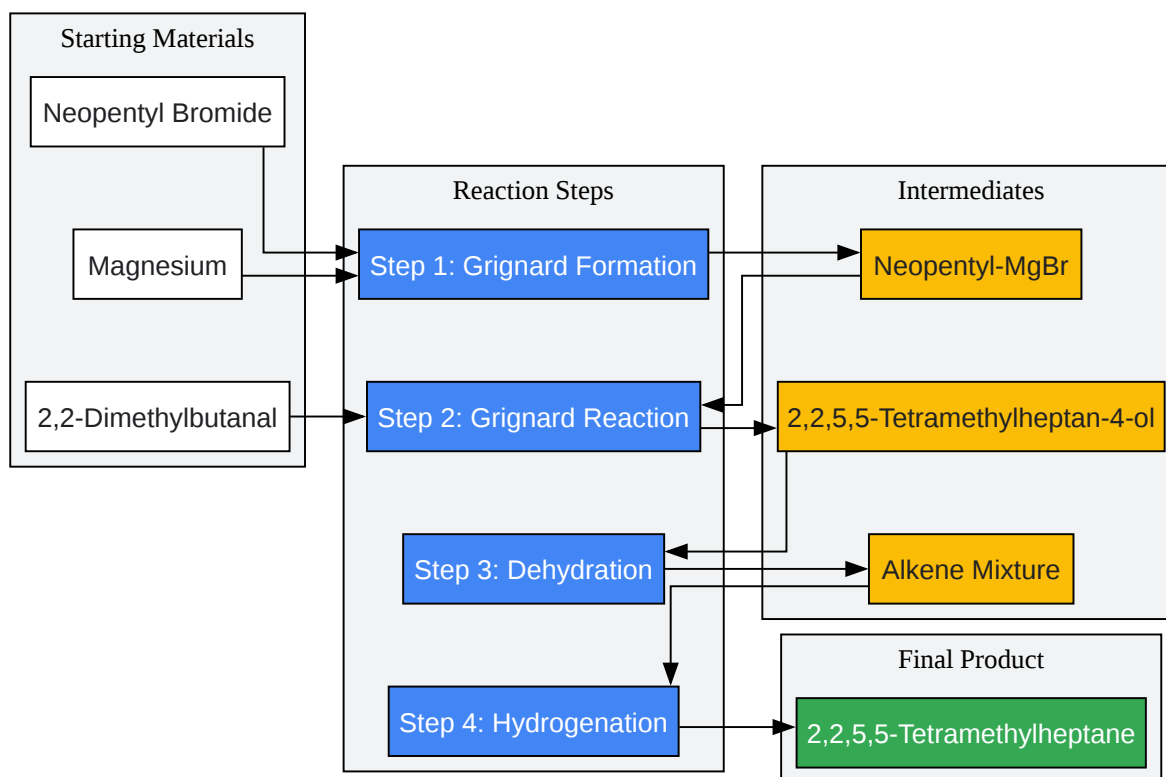 Starting Materials
Neopentyl Bromide
Magnesium
2,2-Dimethylbutanal
Reaction Steps
Step 1: Grignard Formation
Step 2: Grignard Reaction
Step 3: Dehydration
Step 4: Hydrogenation
Intermediates
Neopentyl-MgBr
2,2,5,5-Tetramethylheptan-4-ol
Alkene Mixture
Final Product
2,2,5,5-Tetramethylheptane